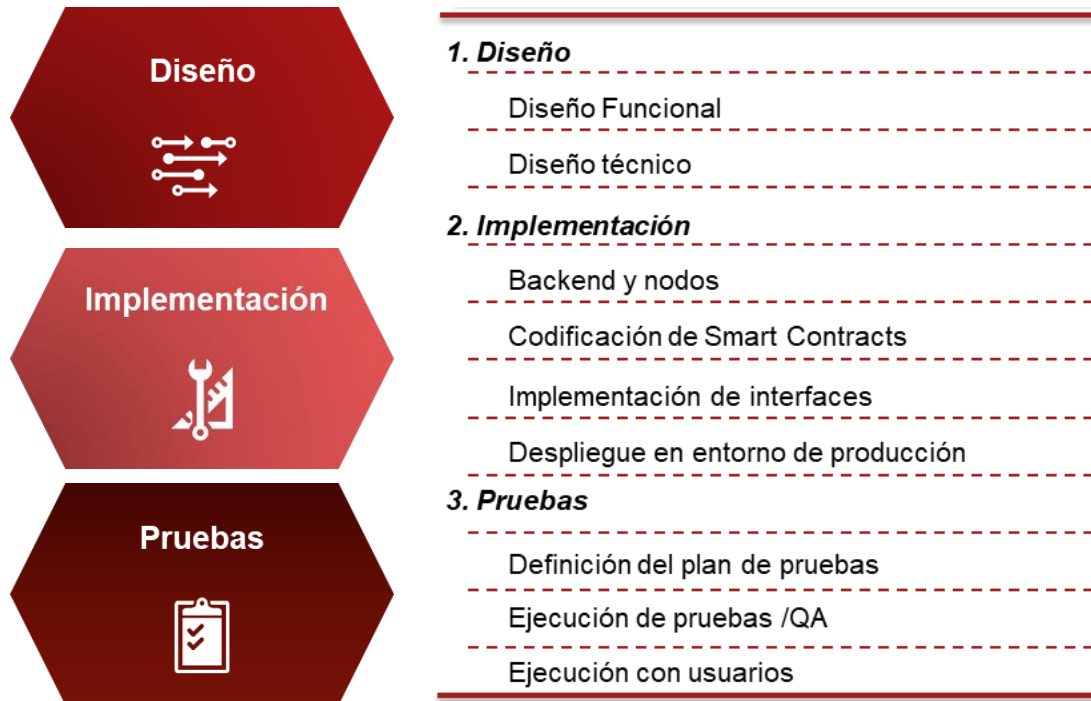 Diseño
Implementación
Pruebas
1. Diseño
Diseño Funcional
Diseño técnico
2. Implementación
Backend y nodos
Codificación de Smart Contracts
Implementación de interfaces
Despliegue en entorno de producción
3. Pruebas
Definición del plan de pruebas
Ejecución de pruebas /QA
Ejecución con usuarios